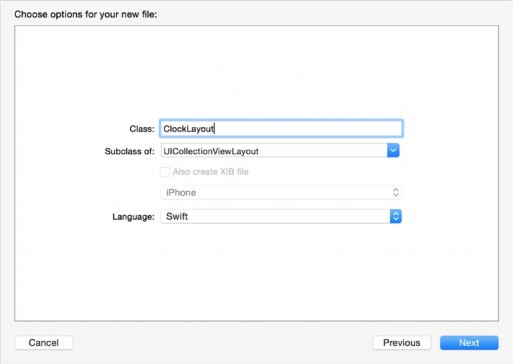 Choose options for your new file:
Class: ClockLayout
Subclass of: UICollectionViewLayout
Also create XIB file
iPhone
Language: Swift
Cancel Previous Next